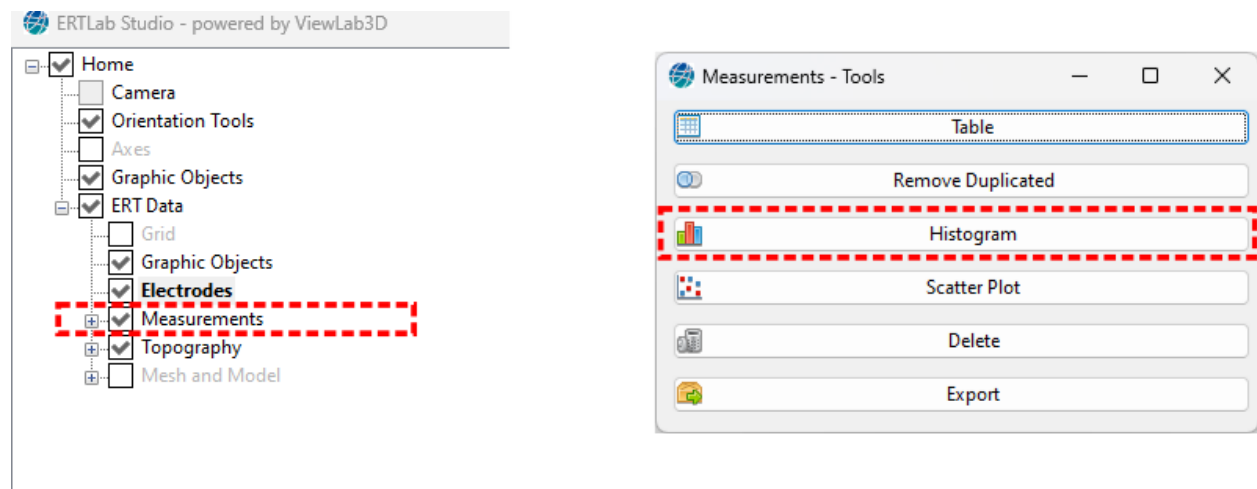 ERTLab Studio - powered by ViewLab3D
Home
Camera
Orientation Tools
Axes
Graphic Objects
ERT Data
Grid
Graphic Objects
Electrodes
Measurements
Topography
Mesh and Model
Measurements - Tools
Table
Remove Duplicated
Histogram
Scatter Plot
Delete
Export